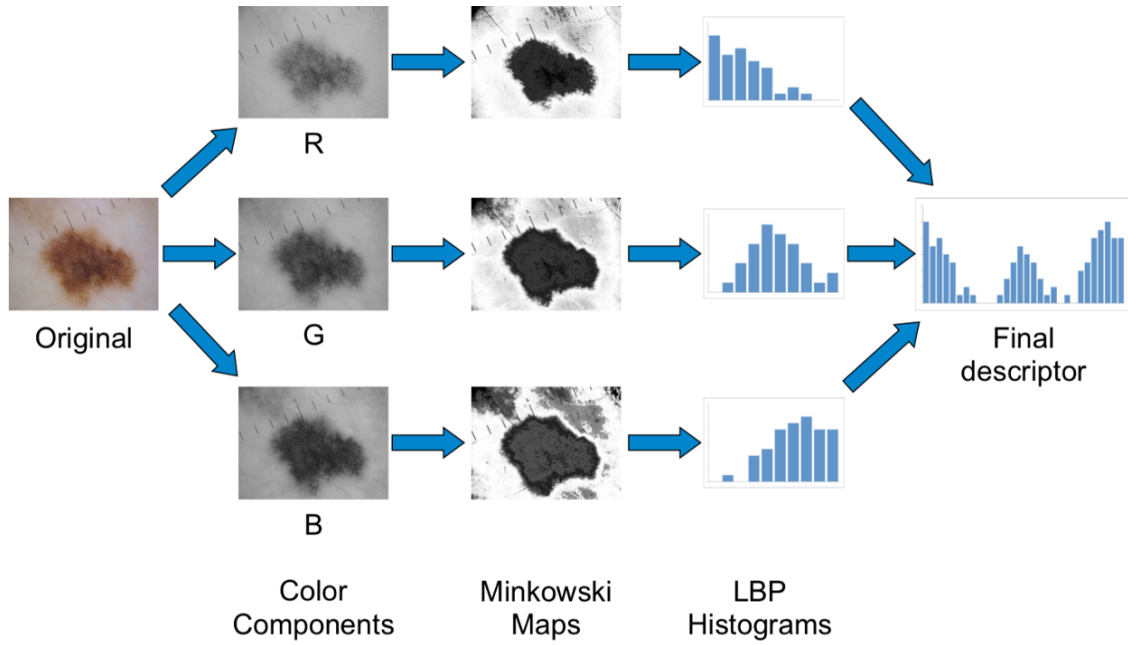 R
Original
G
Final
descriptor
B
Color
Components
Minkowski
Maps
LBP
Histograms